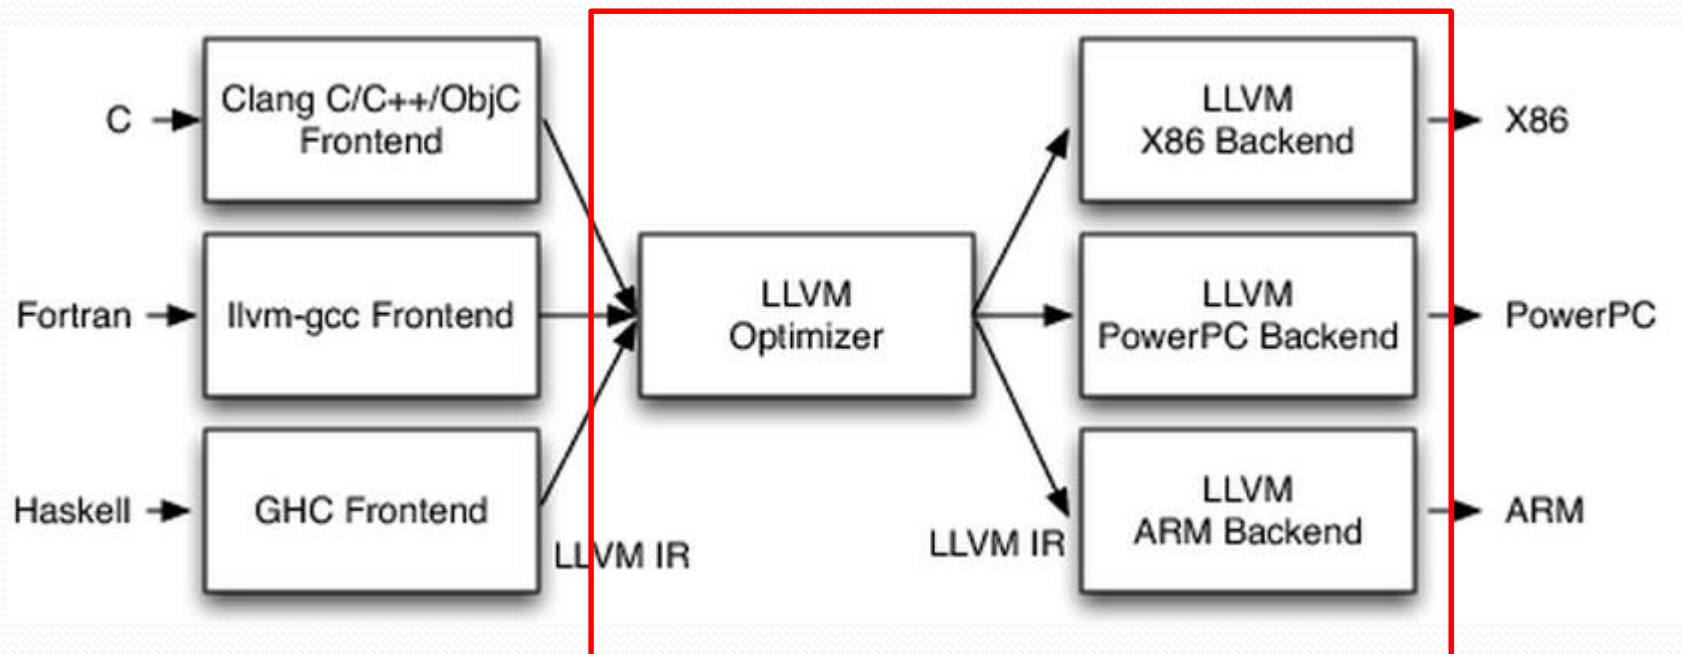 C
Clang C/C++/ObjC
Frontend
LLVM
X86 Backend
X86
Fortran
llvm-gcc Frontend
LLVM
Optimizer
LLVM
PowerPC Backend
PowerPC
Haskell
GHC Frontend
LLVM IR
LLVM IR
LLVM
ARM Backend
ARM